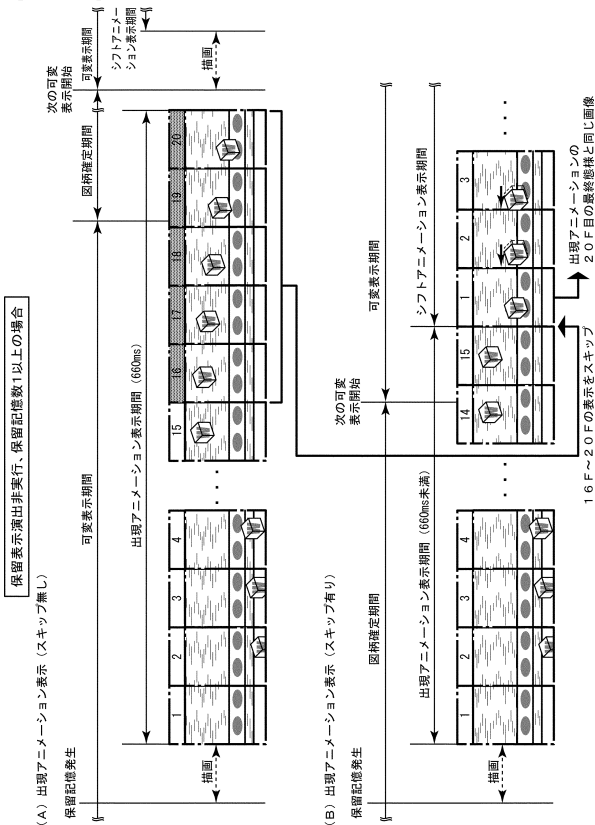 保留表示演出非実行、保留記憶数1以上の場合
(A)出現アニメーション表示(スキップ無し)
保留記憶発生
可変表示期間
図柄確定期間
次の可変
表示開始
可変表示期間
シフトアニメー
ション表示期間
描画
出現アニメーション表示期間(660ms)
描画
1
2
3
4
15
16
17
18
19
20
W
(B)出現アニメーション表示(スキップ有り)
保留記憶発生
図柄確定期間
次の可変
表示開始
可変表示期間
出現アニメーション表示期間(660ms未満)
シフトアニメーション表示期間
描画
1
2
3
4
14
15
1
2
3
W
16F~20Fの表示をスキップ
出現アニメーションの
20F目の最終態様と同じ画像